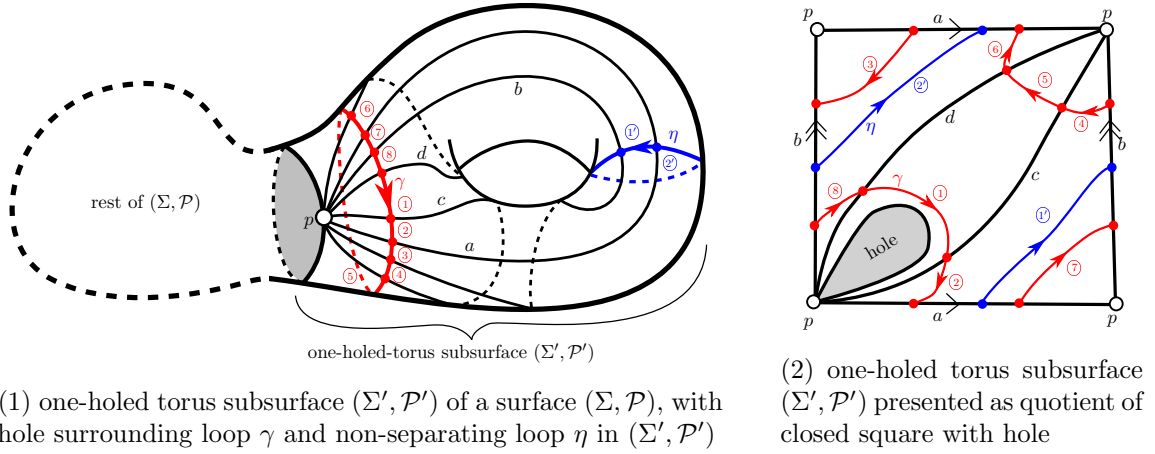 b
⑥
⑦
⑧
d
γ
①'
η
②'
rest of (Σ, 𝒫)
p
①
c
②
③
a
④
⑤
one-holed-torus subsurface (Σ′, 𝒫′)
(1) one-holed torus subsurface (Σ′, 𝒫′) of a surface (Σ, 𝒫), with
hole surrounding loop γ and non-separating loop η in (Σ′, 𝒫′)
p
a
p
⑥
③
②'
⑤
④
b
η
d
b
c
⑧
γ
①
①'
hole
⑦
②
p
a
p
(2) one-holed torus subsurface
(Σ′, 𝒫′) presented as quotient of
closed square with hole